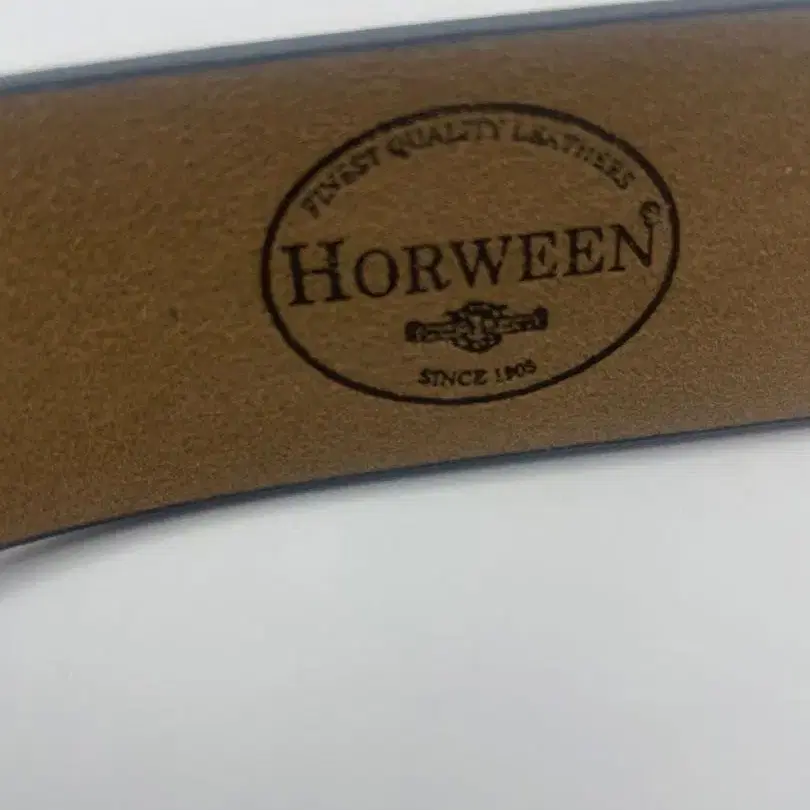 FINEST QUALITY LEATHERS
HORWEEN
SINCE 1905